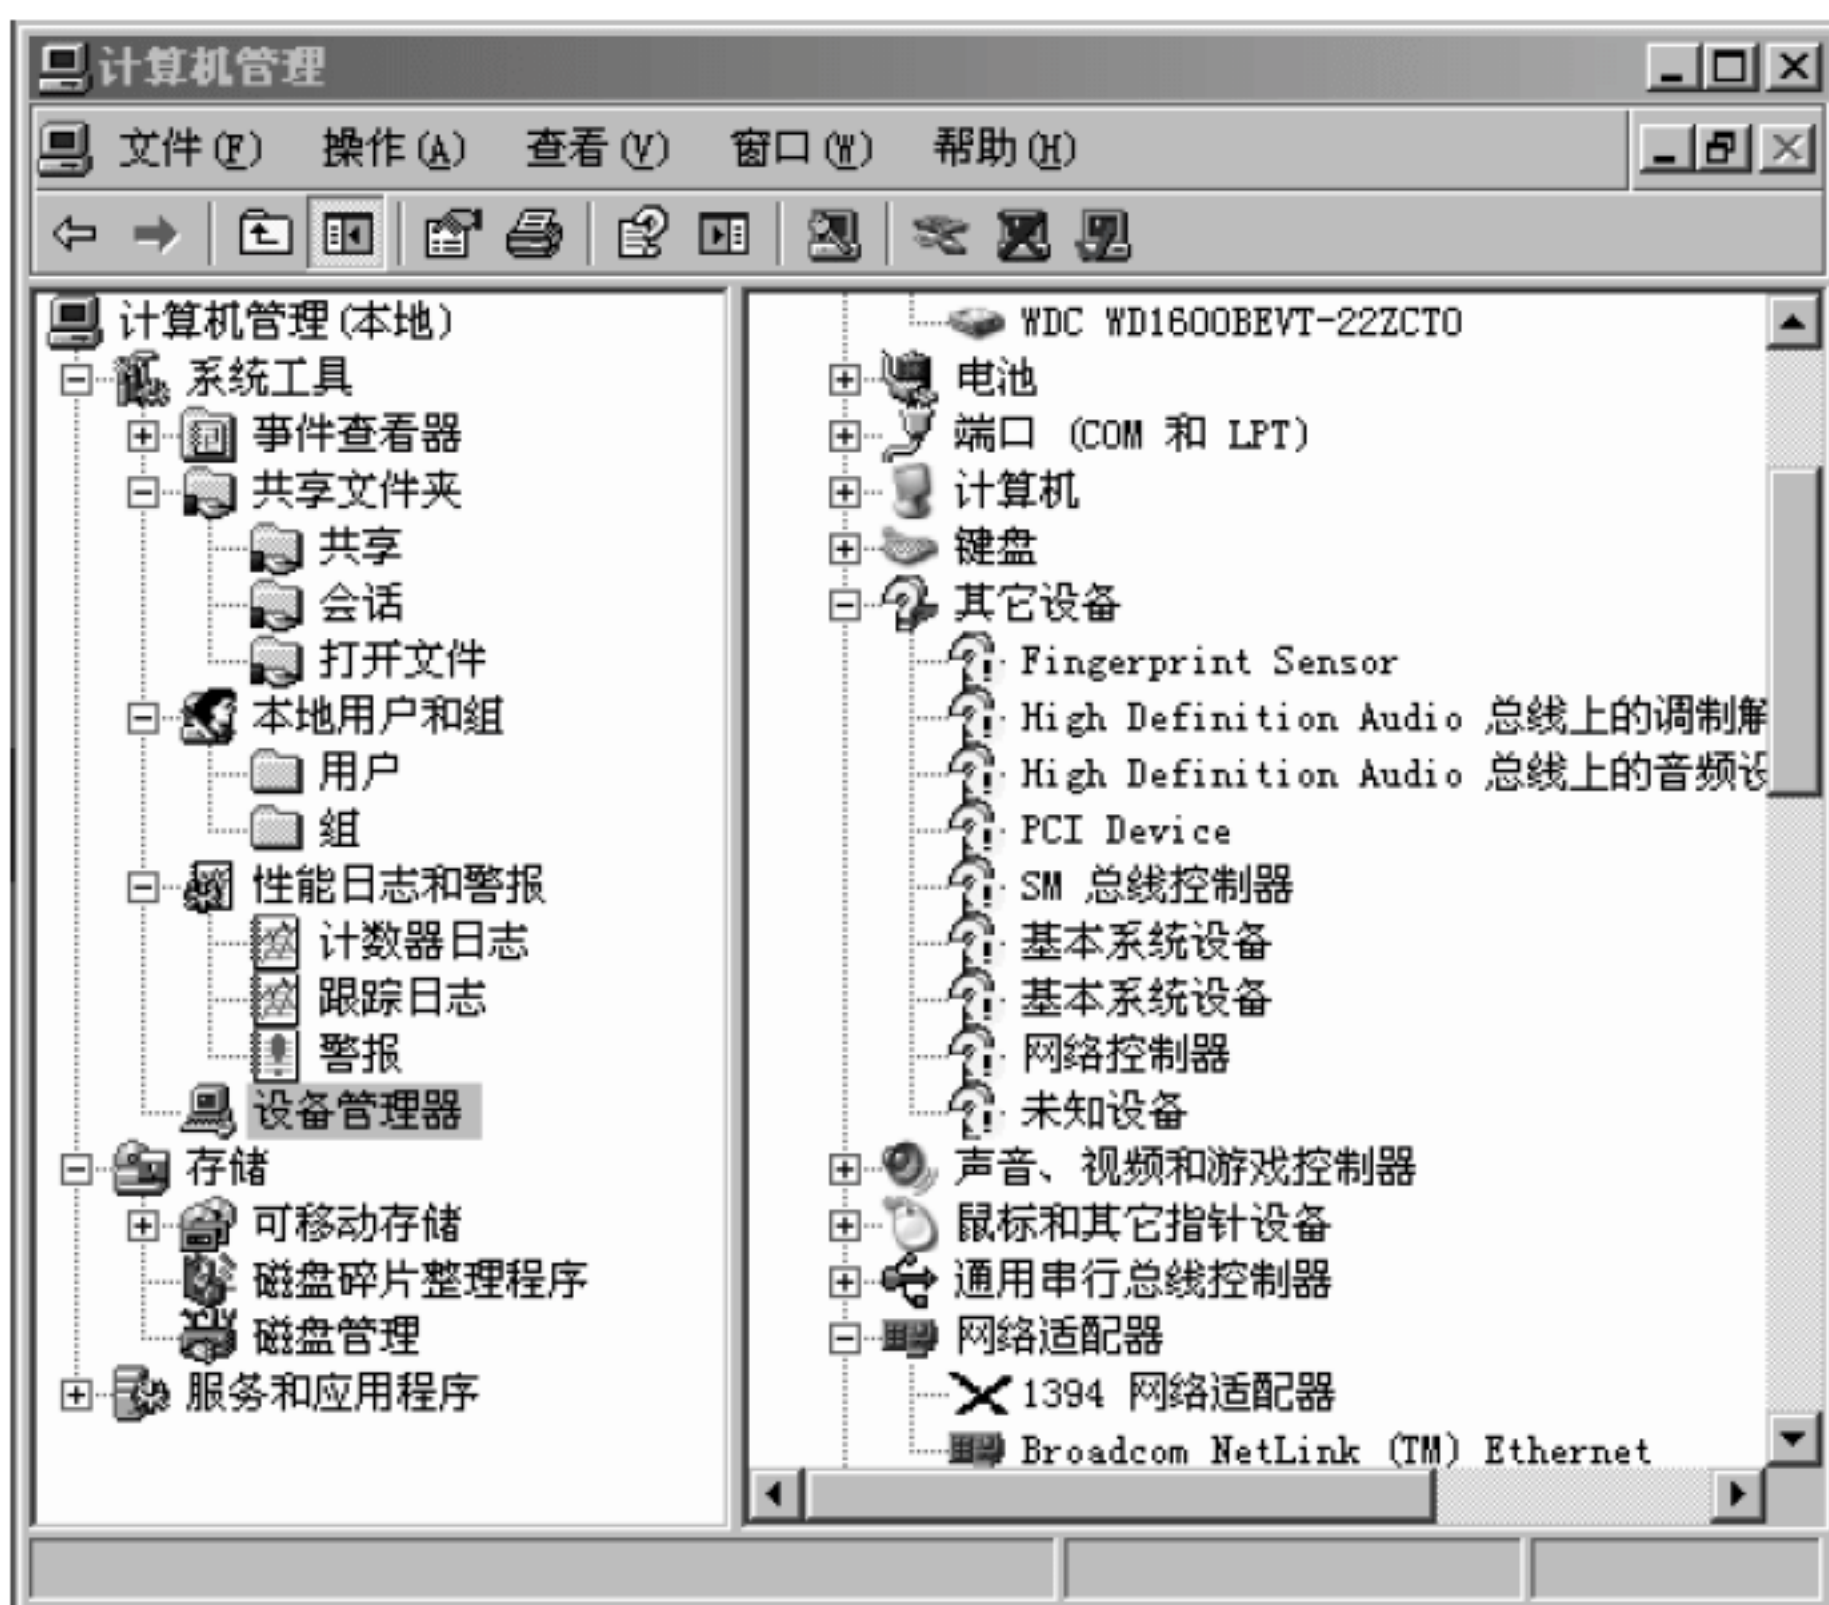 计算机管理
文件(F) 操作(A) 查看(V) 窗口(W) 帮助(H)
计算机管理(本地)
系统工具
事件查看器
共享文件夹
共享
会话
打开文件
本地用户和组
用户
组
性能日志和警报
计数器日志
跟踪日志
警报
设备管理器
存储
可移动存储
磁盘碎片整理程序
磁盘管理
服务和应用程序
WDC WD1600BEVT-22ZCT0
电池
端口 (COM 和 LPT)
计算机
键盘
其它设备
Fingerprint Sensor
High Definition Audio 总线上的调制解
High Definition Audio 总线上的音频设
PCI Device
SM 总线控制器
基本系统设备
基本系统设备
网络控制器
未知设备
声音、视频和游戏控制器
鼠标和其它指针设备
通用串行总线控制器
网络适配器
1394 网络适配器
Broadcom NetLink (TM) Ethernet